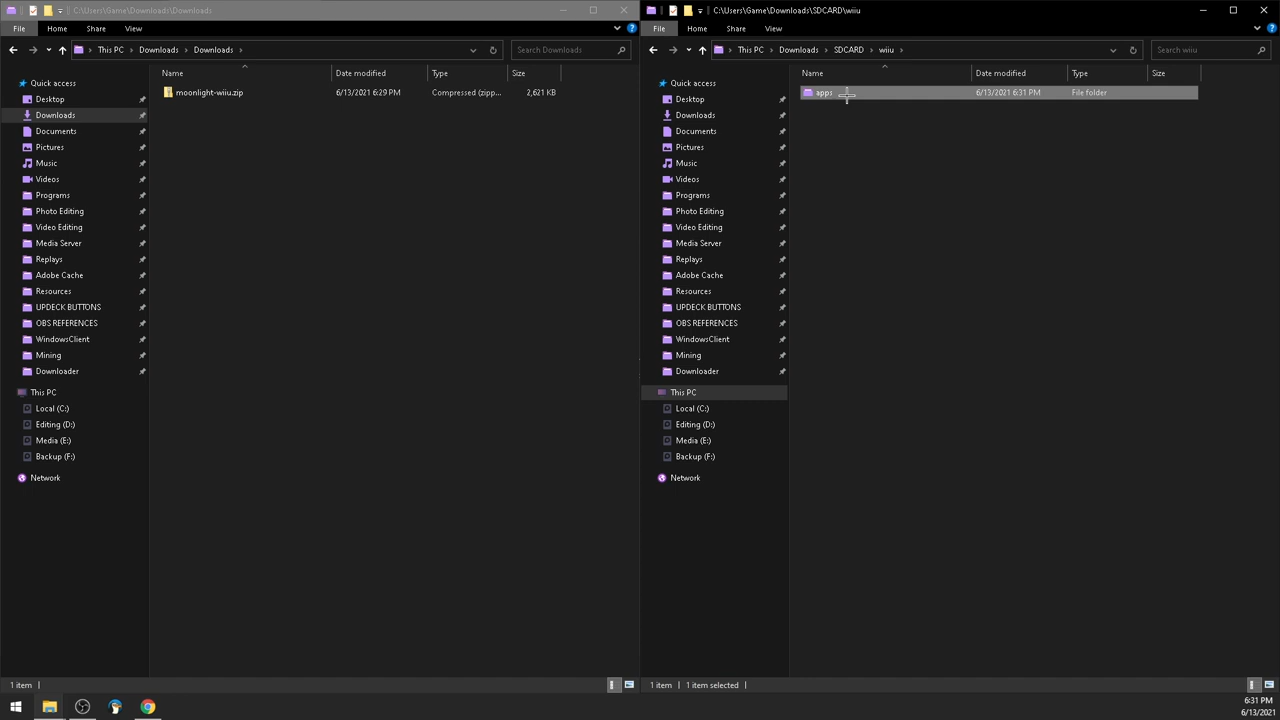 C:\Users\Game\Downloads\Downloads
File Home Share View
This PC > Downloads > Downloads >
Search Downloads
Name Date modified Type Size
moonlight-wiiu.zip 6/13/2021 6:29 PM Compressed (zipp... 2,621 KB
Quick access
Desktop
Downloads
Documents
Pictures
Music
Videos
Programs
Photo Editing
Video Editing
Media Server
Replays
Adobe Cache
Resources
UPDECK BUTTONS
OBS REFERENCES
WindowsClient
Mining
Downloader
This PC
Local (C:)
Editing (D:)
Media (E:)
Backup (F:)
Network
1 item
C:\Users\Game\Downloads\SDCARD\wiiu
File Home Share View
This PC > Downloads > SDCARD > wiiu >
Search wiiu
Name Date modified Type Size
apps 6/13/2021 6:31 PM File folder
Quick access
Desktop
Downloads
Documents
Pictures
Music
Videos
Programs
Photo Editing
Video Editing
Media Server
Replays
Adobe Cache
Resources
UPDECK BUTTONS
OBS REFERENCES
WindowsClient
Mining
Downloader
This PC
Local (C:)
Editing (D:)
Media (E:)
Backup (F:)
Network
1 item 1 item selected
6:31 PM
6/13/2021